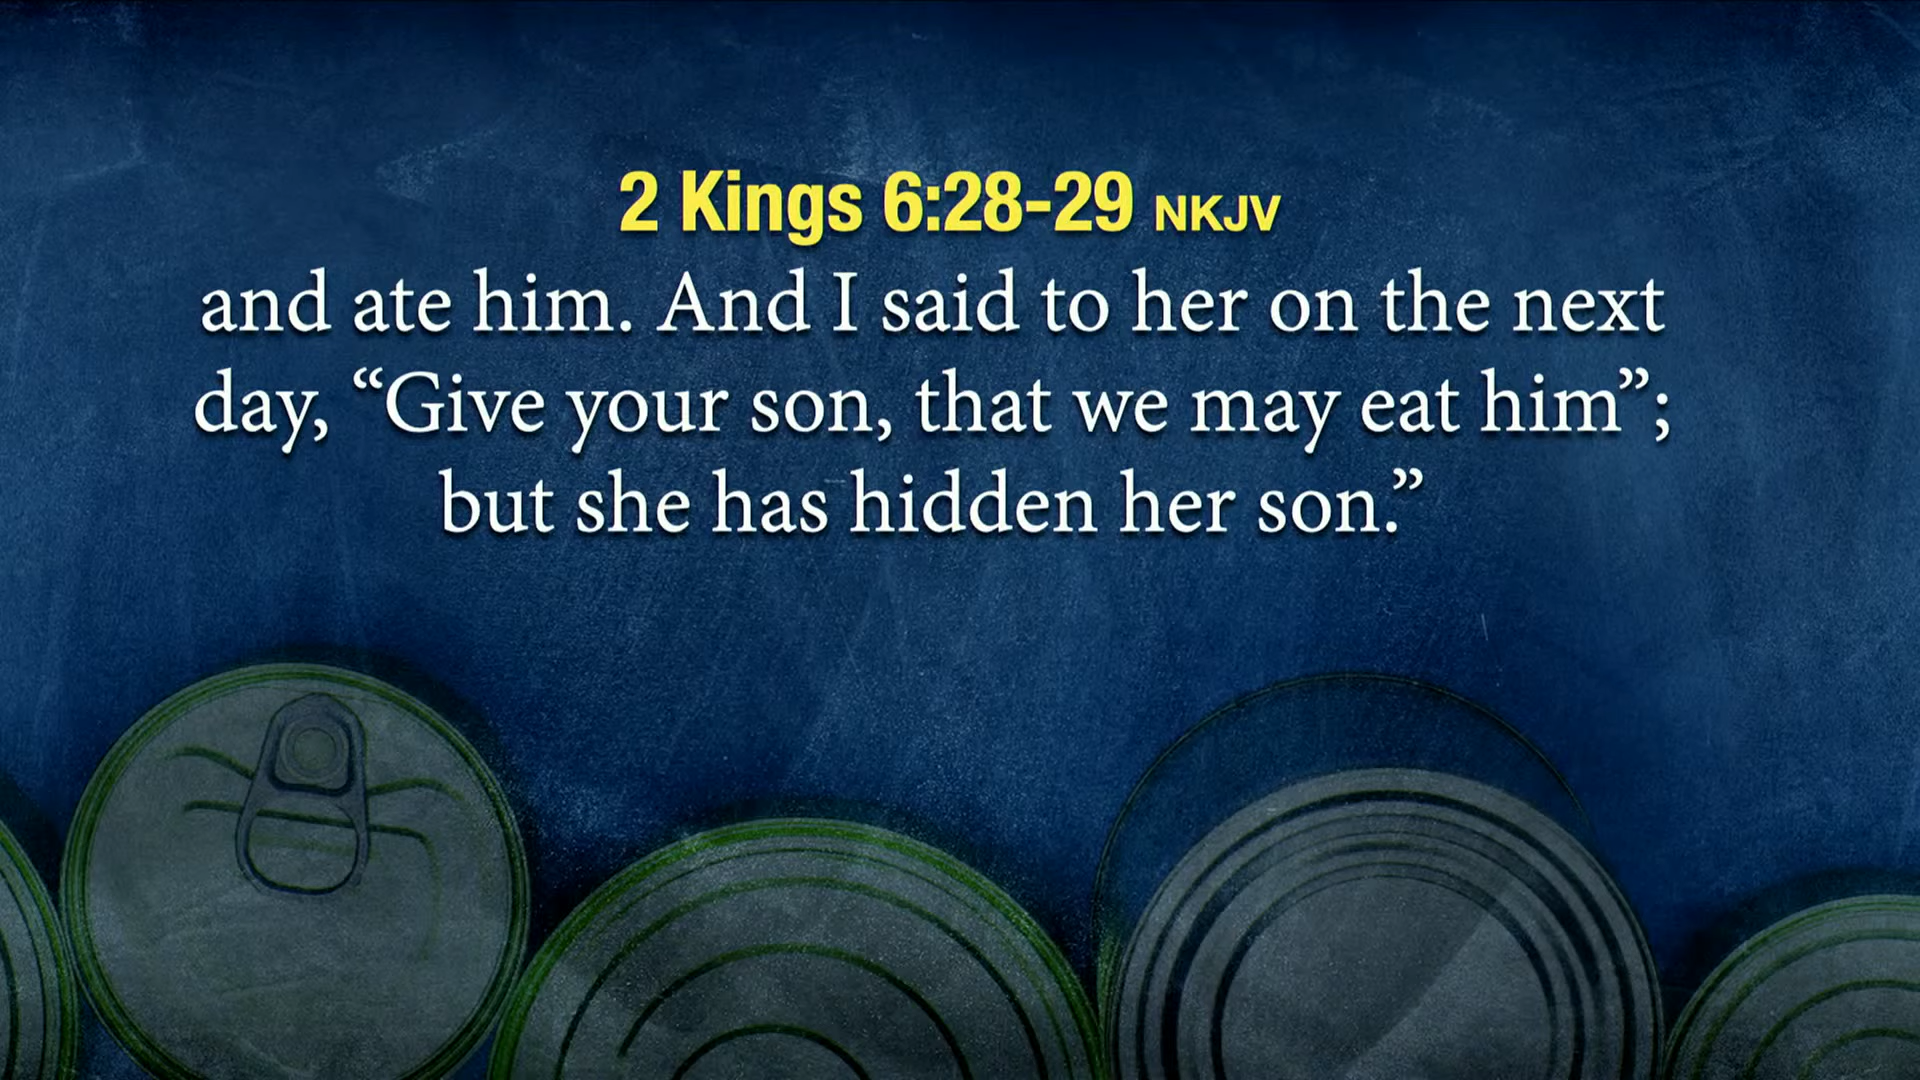 2 Kings 6:28-29 NKJV
and ate him. And I said to her on the next
day, “Give your son, that we may eat him”;
but she has hidden her son.”